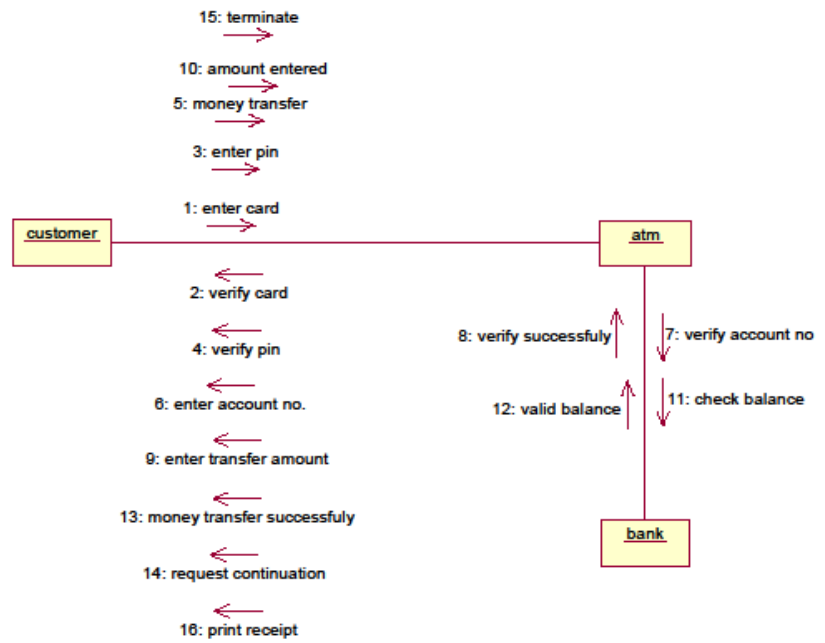 15: terminate
10: amount entered
5: money transfer
3: enter pin
1: enter card
customer
atm
2: verify card
8: verify successfuly
7: verify account no
4: verify pin
6: enter account no.
12: valid balance
11: check balance
9: enter transfer amount
13: money transfer successfuly
bank
14: request continuation
16: print receipt